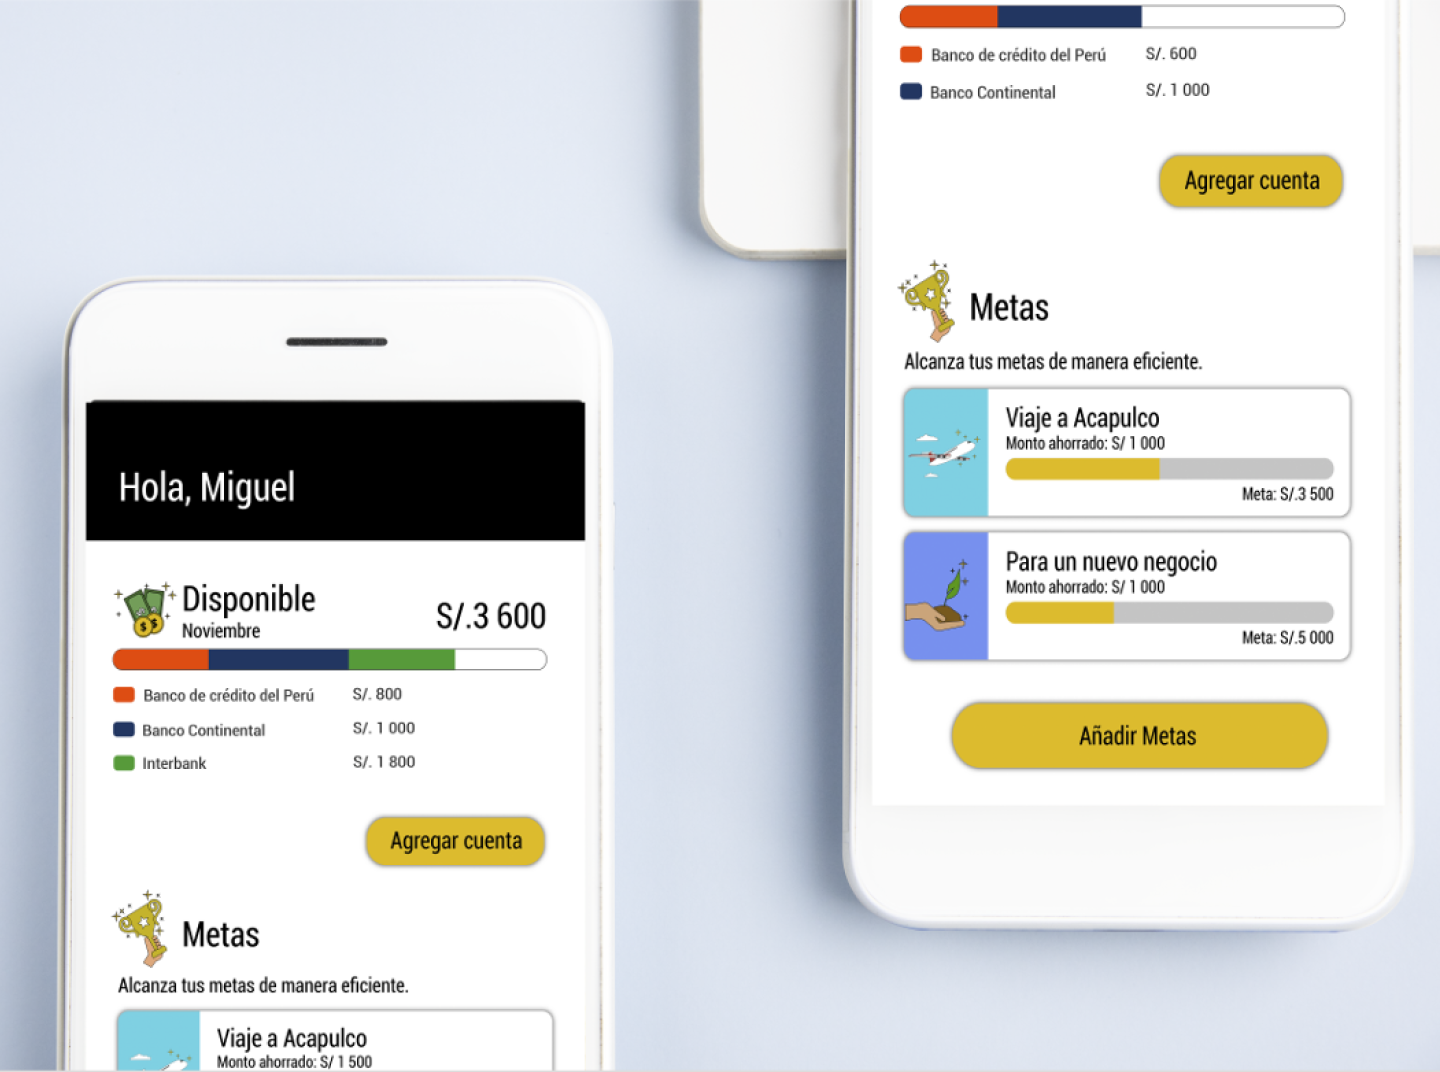 Hola, Miguel
Disponible
Noviembre
S/.3 600
Banco de crédito del Perú S/. 800
Banco Continental S/. 1 000
Interbank S/. 1 800
Agregar cuenta
Metas
Alcanza tus metas de manera eficiente.
Viaje a Acapulco
Monto ahorrado: S/ 1 500
Banco de crédito del Perú S/. 600
Banco Continental S/. 1 000
Agregar cuenta
Metas
Alcanza tus metas de manera eficiente.
Viaje a Acapulco
Monto ahorrado: S/ 1 000
Meta: S/.3 500
Para un nuevo negocio
Monto ahorrado: S/ 1 000
Meta: S/.5 000
Añadir Metas